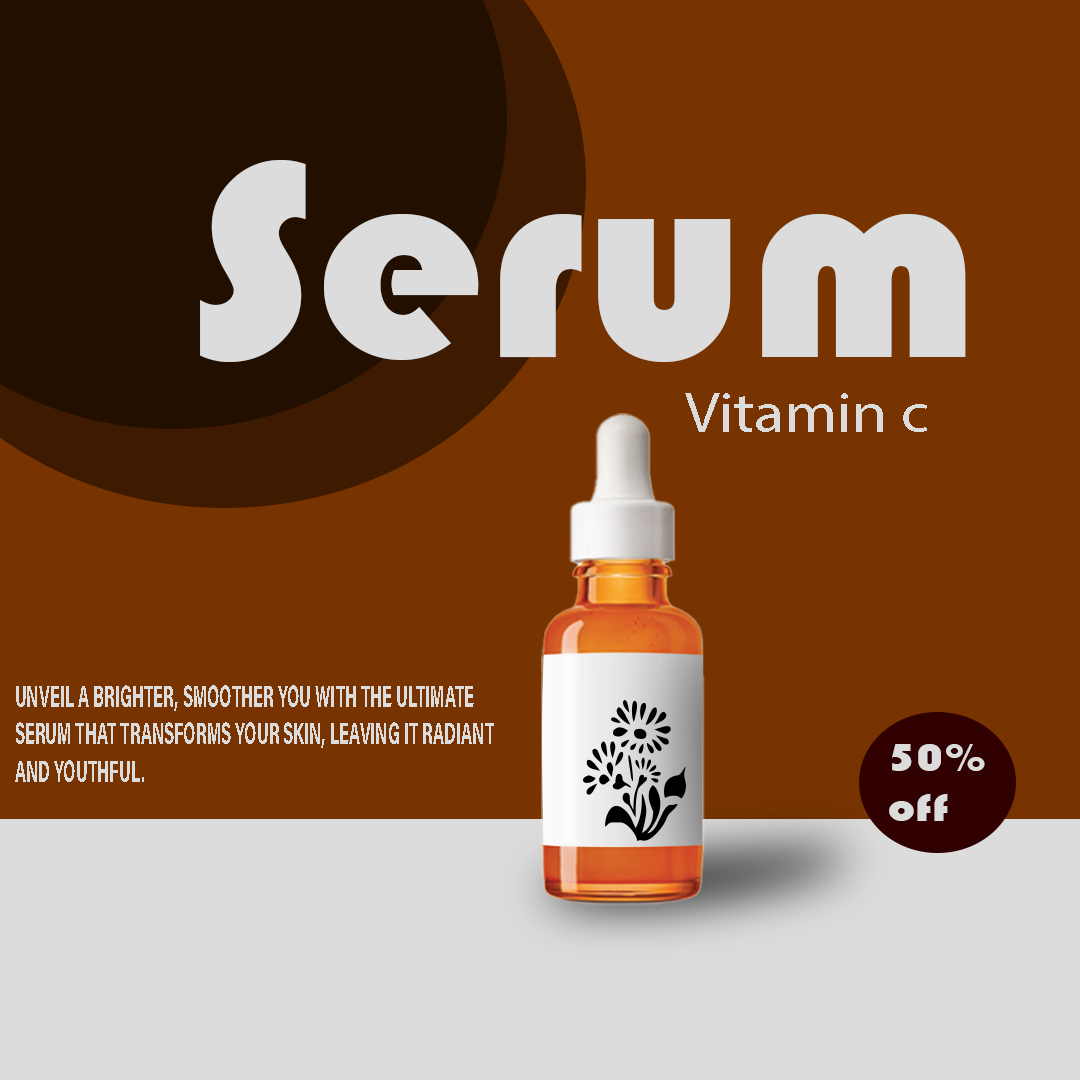 Serum
Vitamin c
UNVEIL A BRIGHTER, SMOOTHER YOU WITH THE ULTIMATE
SERUM THAT TRANSFORMS YOUR SKIN, LEAVING IT RADIANT
AND YOUTHFUL.
50%
off